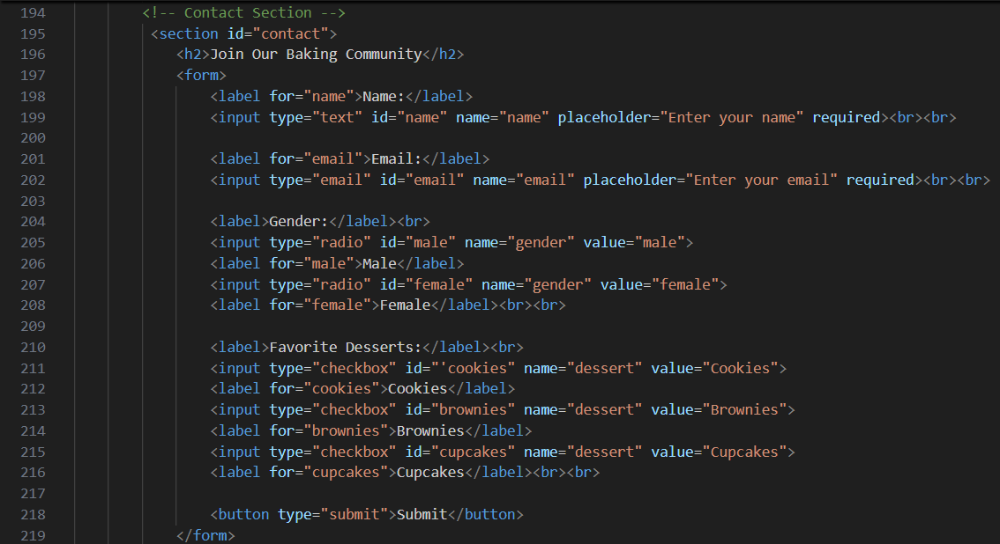 194 <!-- Contact Section -->
195 <section id="contact">
196 <h2>Join Our Baking Community</h2>
197 <form>
198 <label for="name">Name:</label>
199 <input type="text" id="name" name="name" placeholder="Enter your name" required><br><br>
200
201 <label for="email">Email:</label>
202 <input type="email" id="email" name="email" placeholder="Enter your email" required><br><br>
203
204 <label>Gender:</label><br>
205 <input type="radio" id="male" name="gender" value="male">
206 <label for="male">Male</label>
207 <input type="radio" id="female" name="gender" value="female">
208 <label for="female">Female</label><br><br>
209
210 <label>Favorite Desserts:</label><br>
211 <input type="checkbox" id="'cookies" name="dessert" value="Cookies">
212 <label for="cookies">Cookies</label>
213 <input type="checkbox" id="brownies" name="dessert" value="Brownies">
214 <label for="brownies">Brownies</label>
215 <input type="checkbox" id="cupcakes" name="dessert" value="Cupcakes">
216 <label for="cupcakes">Cupcakes</label><br><br>
217
218 <button type="submit">Submit</button>
219 </form>